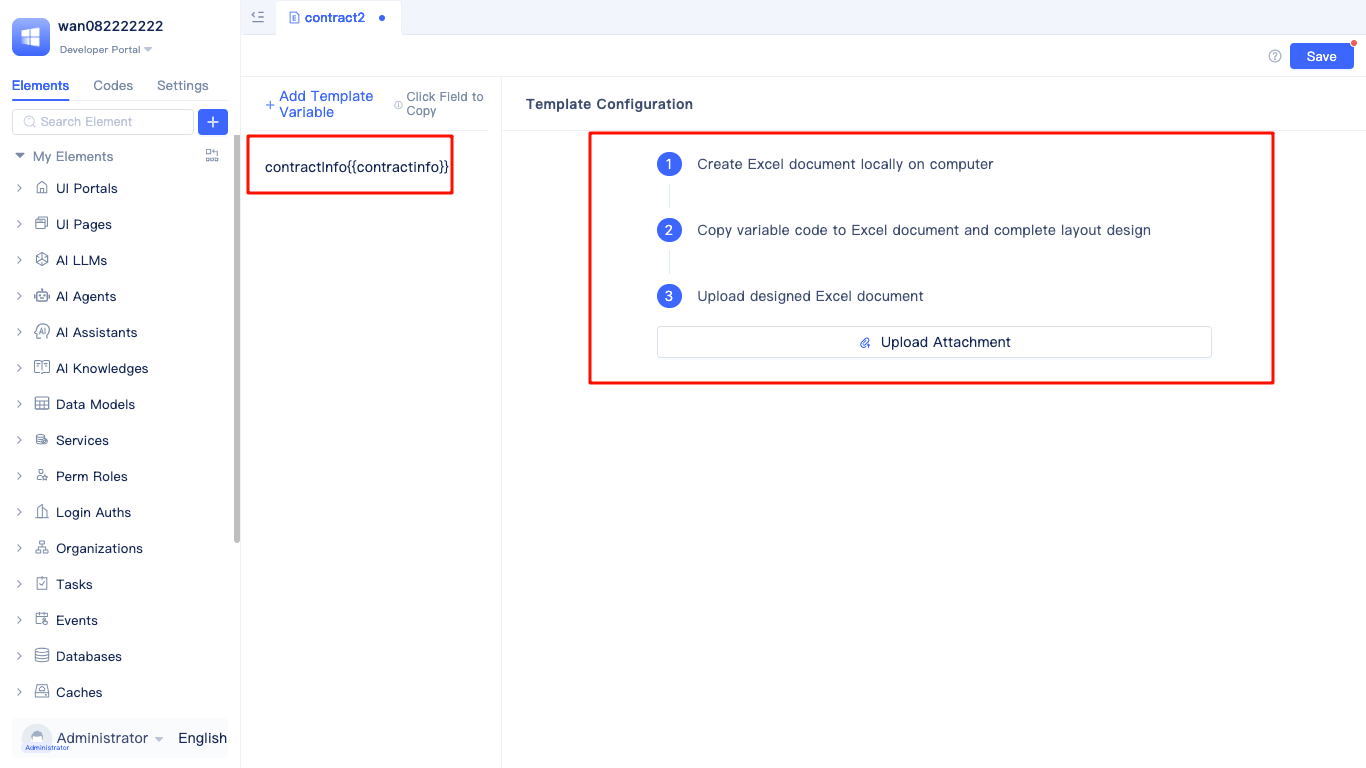 wan082222222
Developer Portal
Elements Codes Settings
Search Element
My Elements
UI Portals
UI Pages
AI LLMs
AI Agents
AI Assistants
AI Knowledges
Data Models
Services
Perm Roles
Login Auths
Organizations
Tasks
Events
Databases
Caches
Administrator
Administrator
English
contract2
Save
+ Add Template
Variable
Click Field to
Copy
contractInfo{{contractinfo}}
Template Configuration
1 Create Excel document locally on computer
2 Copy variable code to Excel document and complete layout design
3 Upload designed Excel document
Upload Attachment